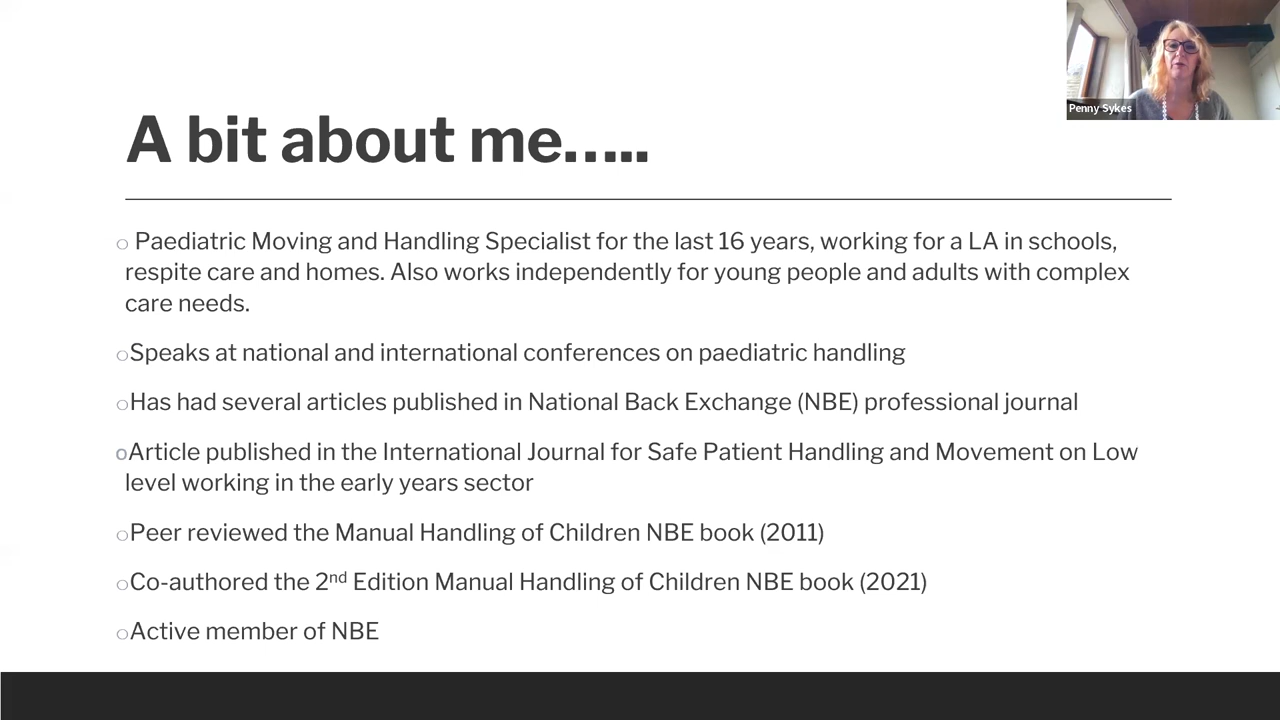 Penny Sykes
A bit about me.....
○ Paediatric Moving and Handling Specialist for the last 16 years, working for a LA in schools,
respite care and homes. Also works independently for young people and adults with complex
care needs.
○Speaks at national and international conferences on paediatric handling
○Has had several articles published in National Back Exchange (NBE) professional journal
○Article published in the International Journal for Safe Patient Handling and Movement on Low
level working in the early years sector
○Peer reviewed the Manual Handling of Children NBE book (2011)
○Co-authored the 2nd Edition Manual Handling of Children NBE book (2021)
○Active member of NBE